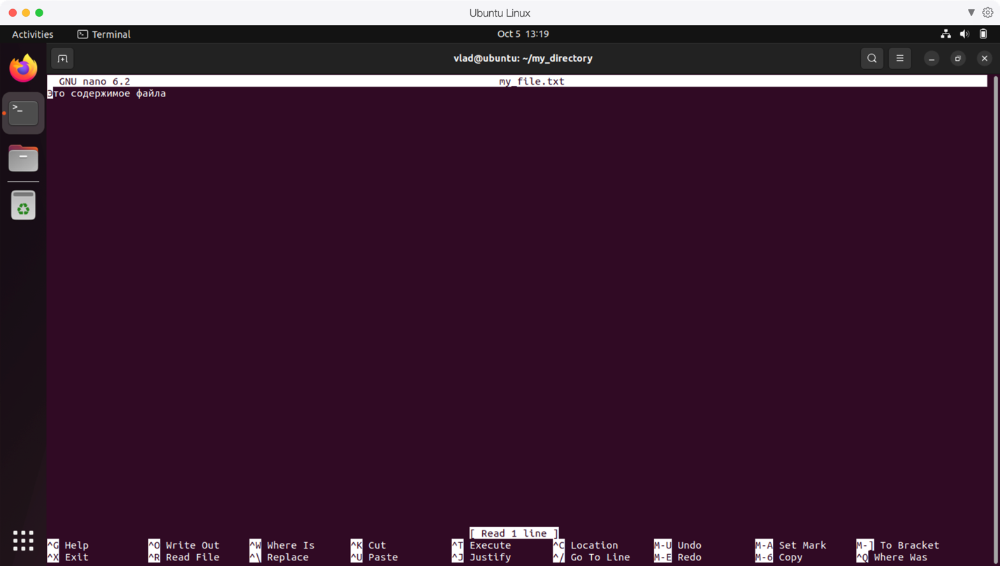 Ubuntu Linux
Activities Terminal Oct 5 13:19
vlad@ubuntu: ~/my_directory
GNU nano 6.2 my_file.txt
Это содержимое файла
[ Read 1 line ]
^G Help ^O Write Out ^W Where Is ^K Cut ^T Execute ^C Location M-U Undo M-A Set Mark M-] To Bracket
^X Exit ^R Read File ^\ Replace ^U Paste ^J Justify ^/ Go To Line M-E Redo M-6 Copy ^Q Where Was